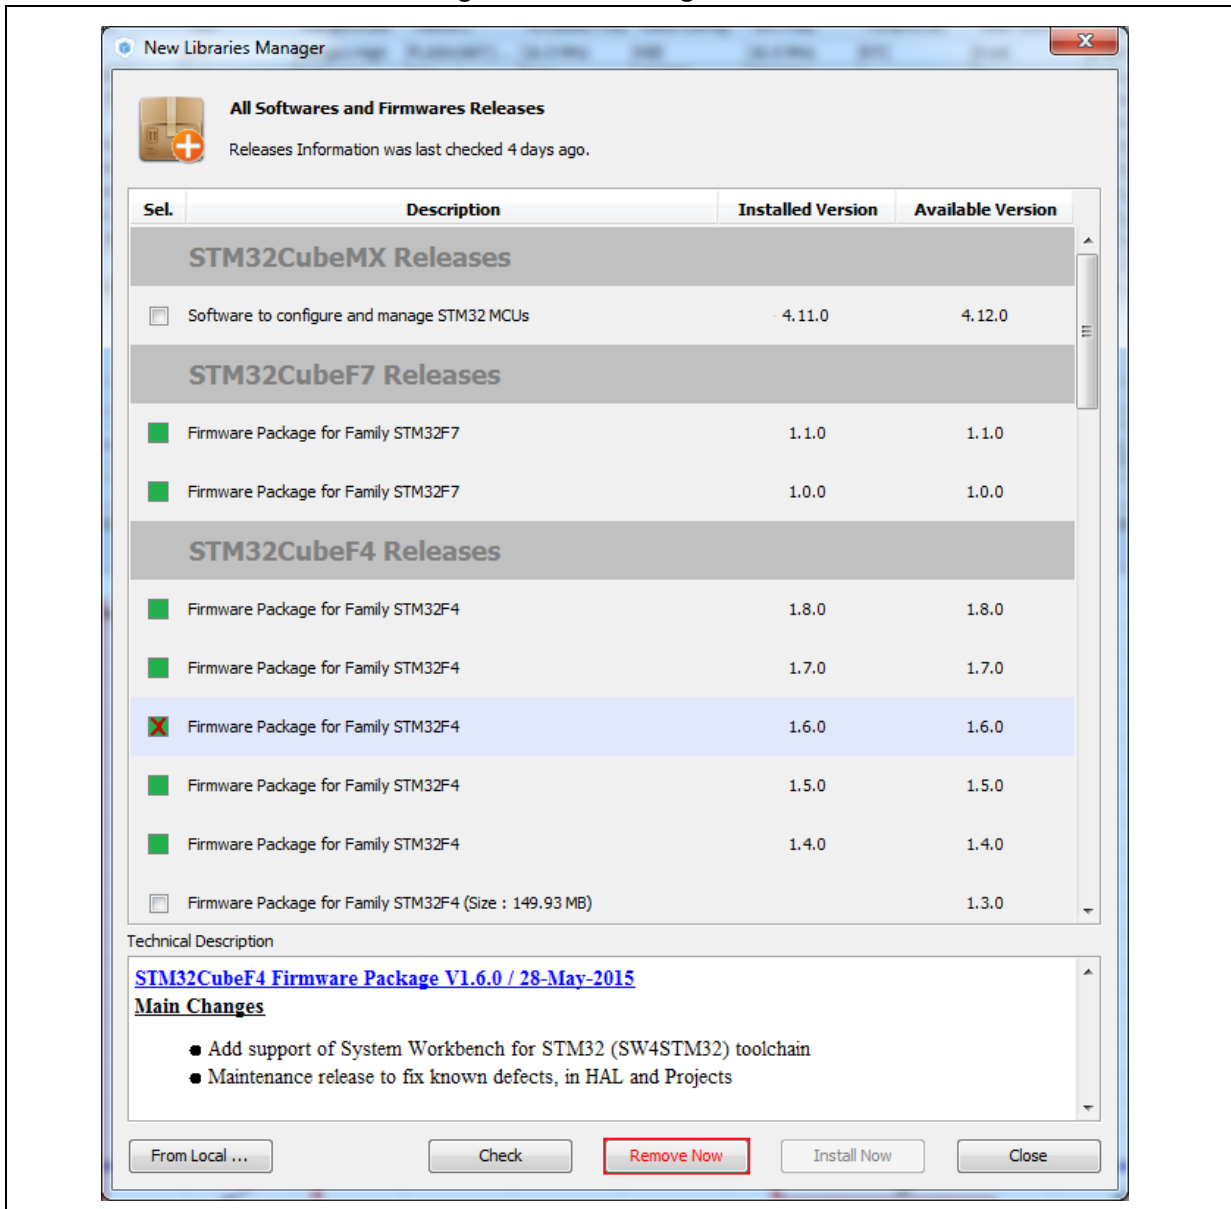 New Libraries Manager
All Softwares and Firmwares Releases
Releases Information was last checked 4 days ago.
Sel. Description Installed Version Available Version
STM32CubeMX Releases
Software to configure and manage STM32 MCUs 4.11.0 4.12.0
STM32CubeF7 Releases
Firmware Package for Family STM32F7 1.1.0 1.1.0
Firmware Package for Family STM32F7 1.0.0 1.0.0
STM32CubeF4 Releases
Firmware Package for Family STM32F4 1.8.0 1.8.0
Firmware Package for Family STM32F4 1.7.0 1.7.0
Firmware Package for Family STM32F4 1.6.0 1.6.0
Firmware Package for Family STM32F4 1.5.0 1.5.0
Firmware Package for Family STM32F4 1.4.0 1.4.0
Firmware Package for Family STM32F4 (Size : 149.93 MB) 1.3.0
Technical Description
STM32CubeF4 Firmware Package V1.6.0 / 28-May-2015
Main Changes
● Add support of System Workbench for STM32 (SW4STM32) toolchain
● Maintenance release to fix known defects, in HAL and Projects
From Local ... Check Remove Now Install Now Close